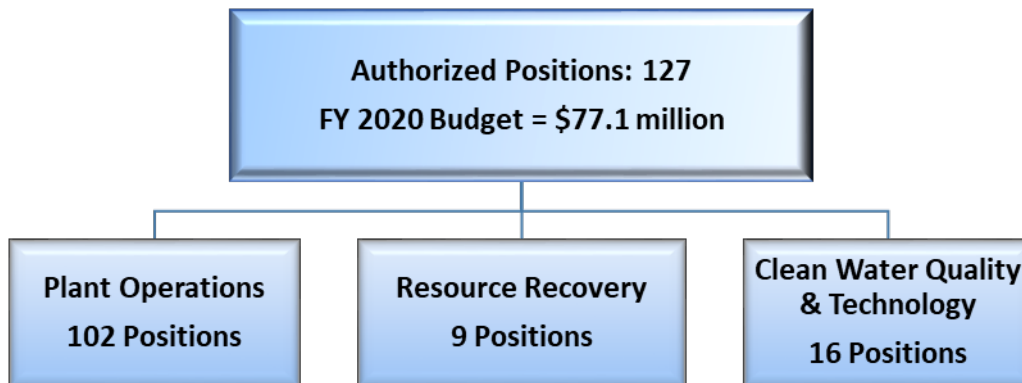 Authorized Positions: 127
FY 2020 Budget = $77.1 million
Plant Operations
102 Positions
Resource Recovery
9 Positions
Clean Water Quality
& Technology
16 Positions